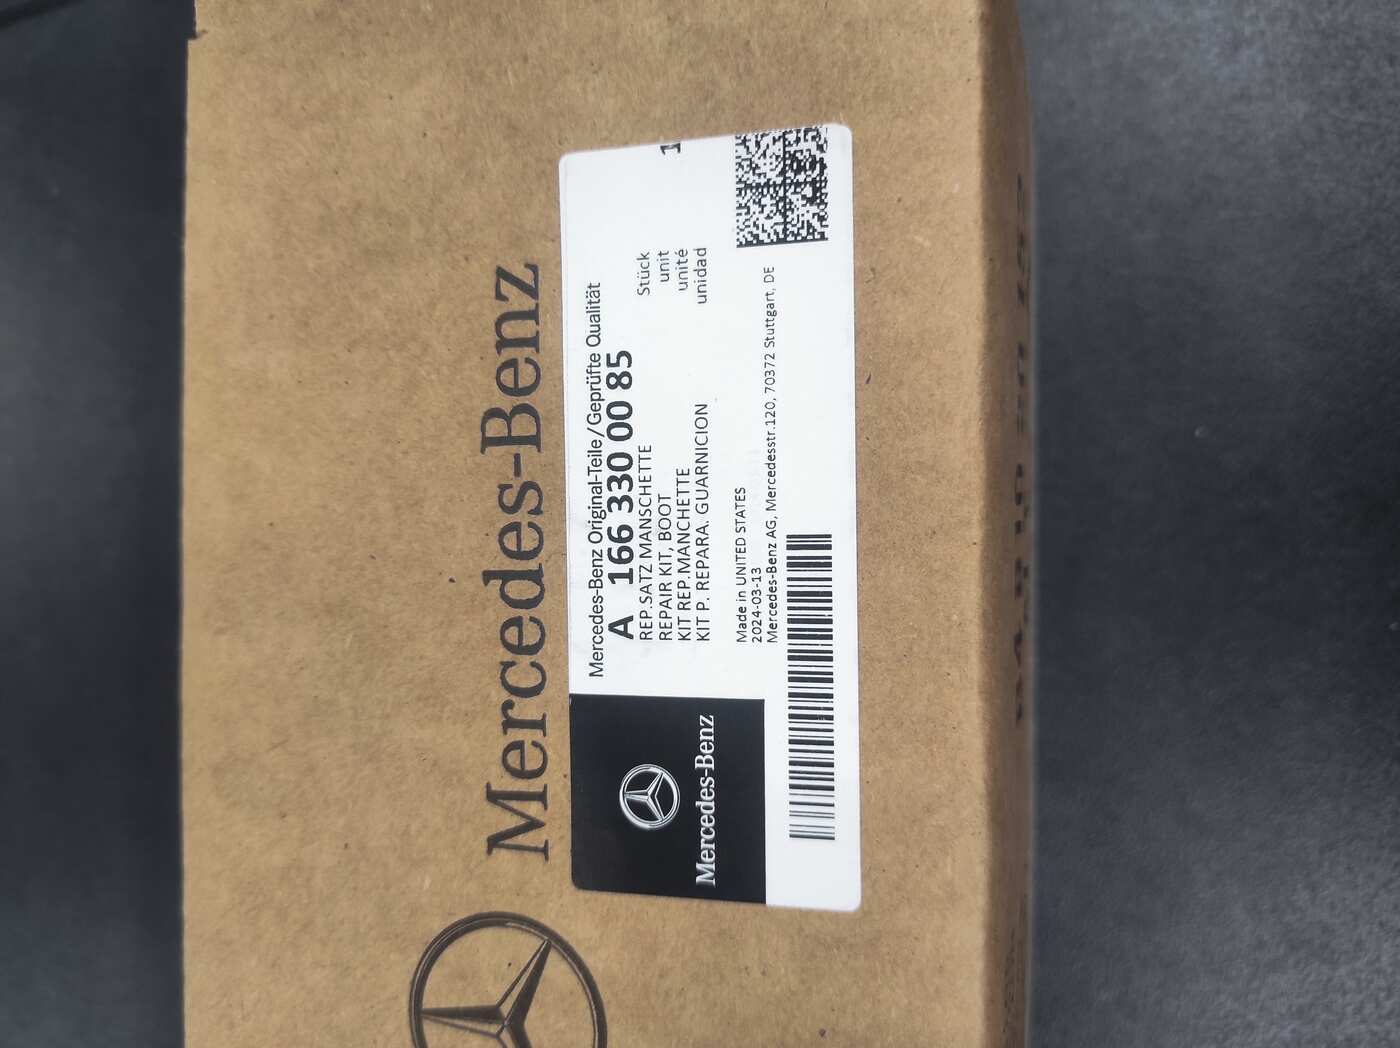 Mercedes-Benz
Mercedes-Benz Original-Teile/Geprüfte Qualität
A 166 330 00 85
REP.SATZ MANSCHETTE
REPAIR KIT, BOOT
KIT REP.MANCHETTE
KIT P. REPARA. GUARNICION
Stück
unit
unité
unidad
1
Made in UNITED STATES
2024-03-13
Mercedes-Benz AG, Mercedesstr.120, 70372 Stuttgart, DE
Mercedes-Benz